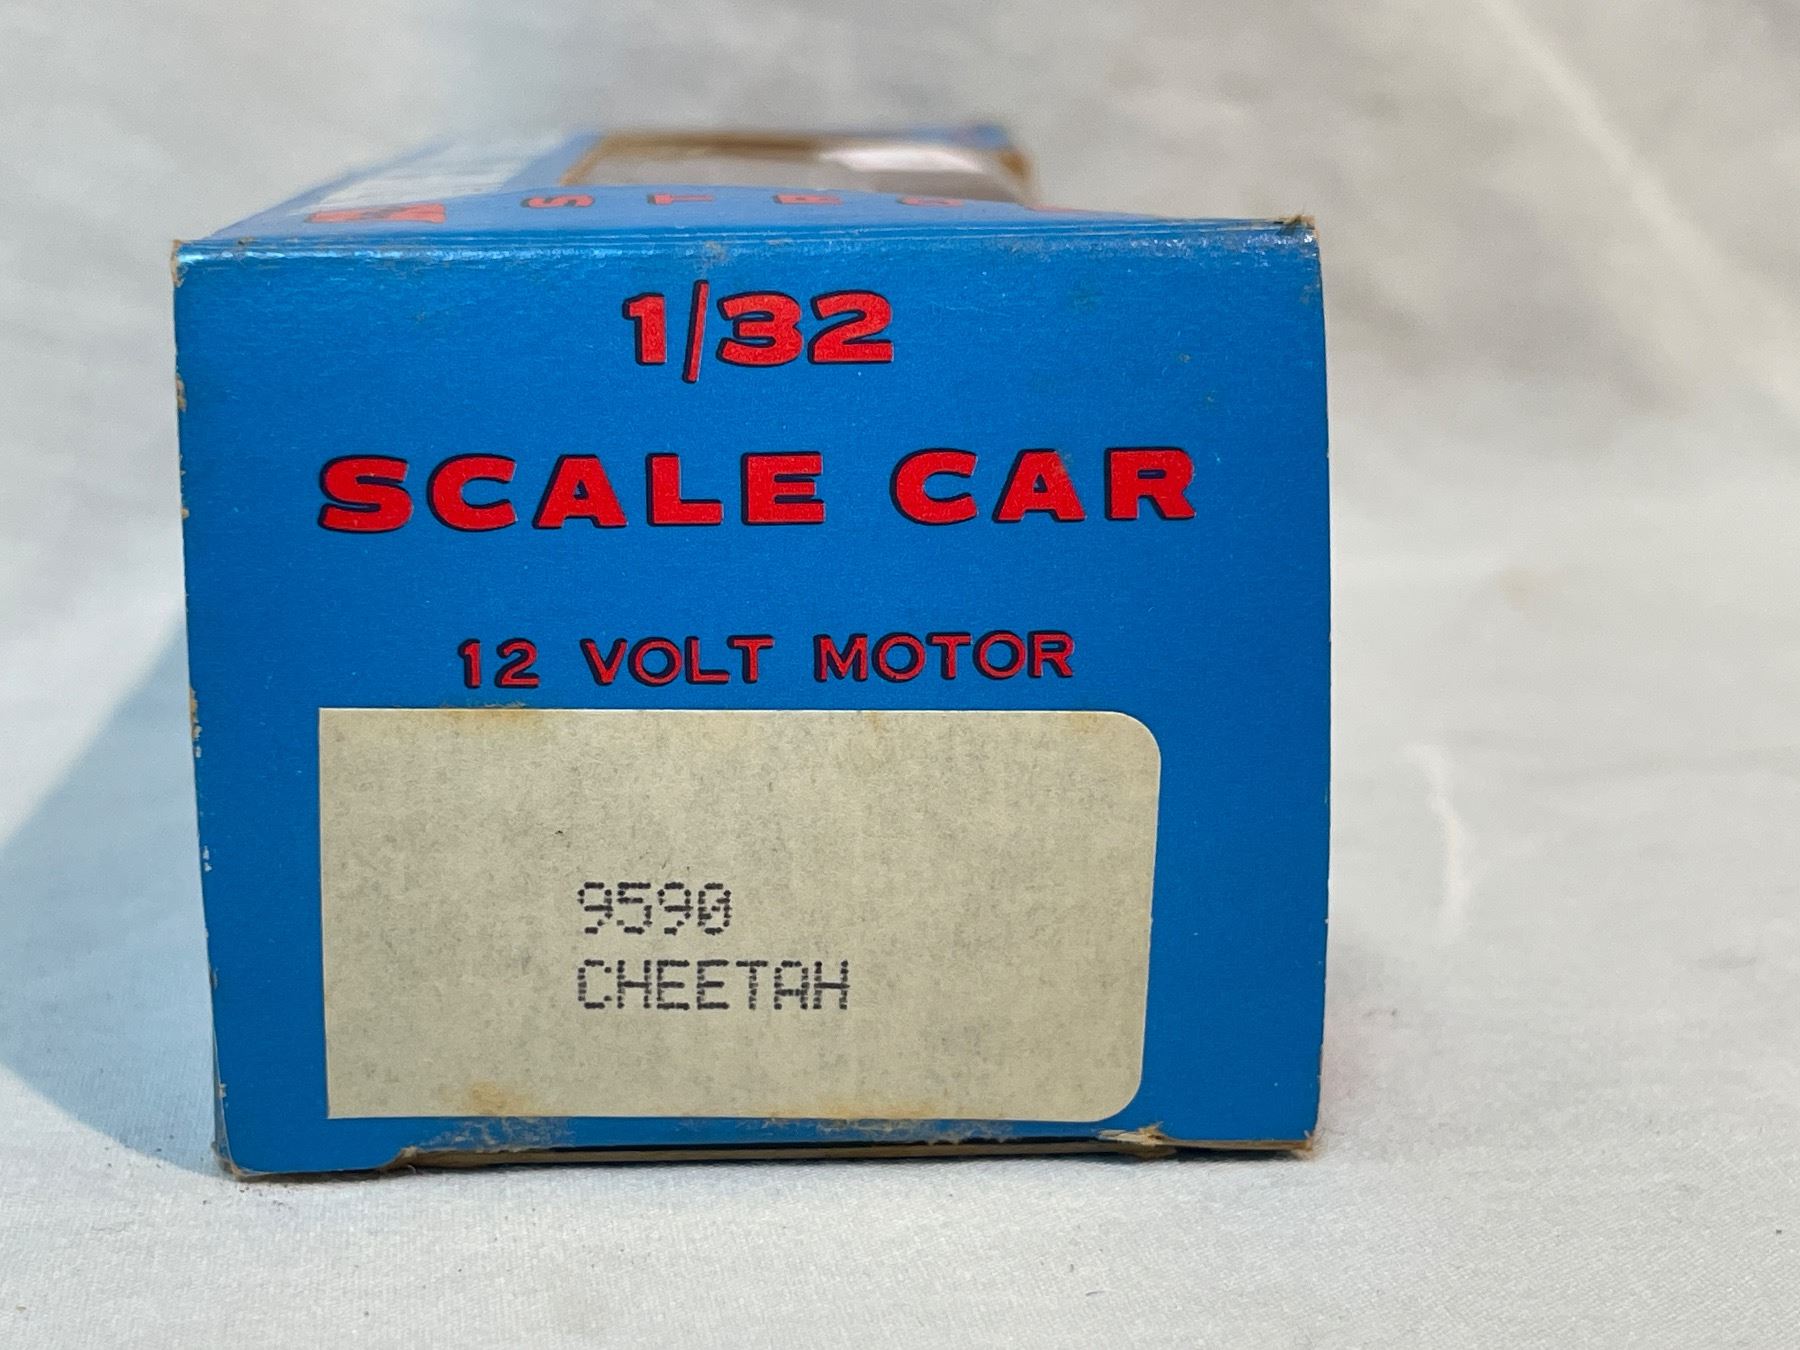 1/32
SCALE CAR
12 VOLT MOTOR
9590
CHEETAH